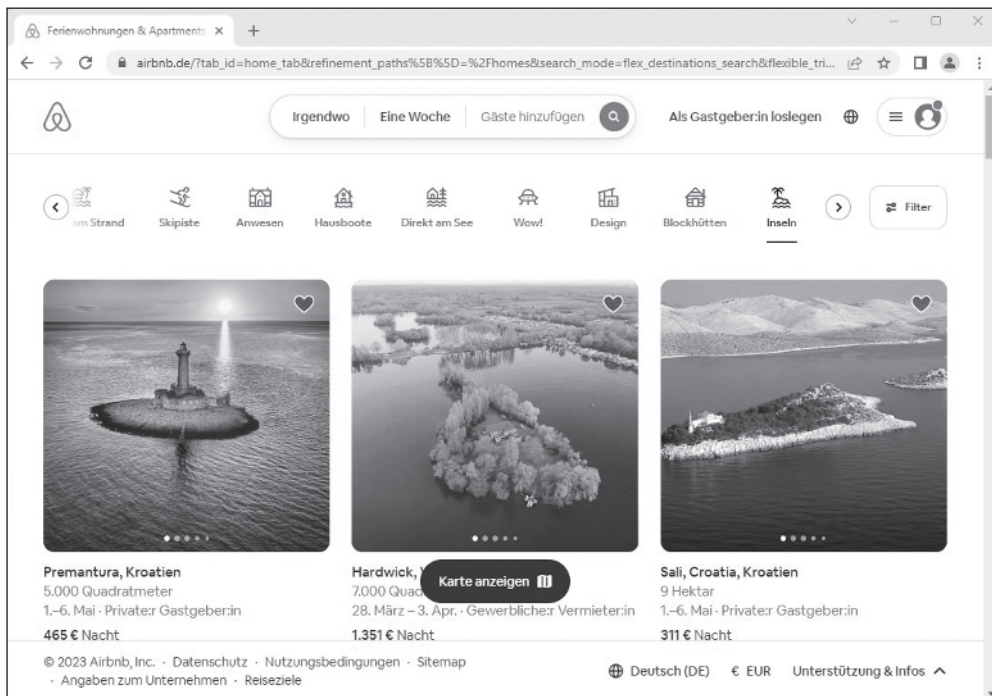 Ferienwohnungen & Apartments
airbnb.de/?tab_id=home_tab&refinement_paths%5B%5D=%2Fhomes&search_mode=flex_destinations_search&flexible_tri...
Irgendwo Eine Woche Gäste hinzufügen Als Gastgeber:in loslegen
am Strand Skipiste Anwesen Hausboote Direkt am See Wow! Design Blockhütten Inseln Filter
Premantura, Kroatien
5.000 Quadratmeter
1.–6. Mai · Private:r Gastgeber:in
465 € Nacht
Hardwick,
7.000 Quad
28. März – 3. Apr. · Gewerbliche:r Vermieter:in
1.351 € Nacht
Karte anzeigen
Sali, Croatia, Kroatien
9 Hektar
1.–6. Mai · Private:r Gastgeber:in
311 € Nacht
© 2023 Airbnb, Inc. · Datenschutz · Nutzungsbedingungen · Sitemap
· Angaben zum Unternehmen · Reiseziele
Deutsch (DE) € EUR Unterstützung & Infos